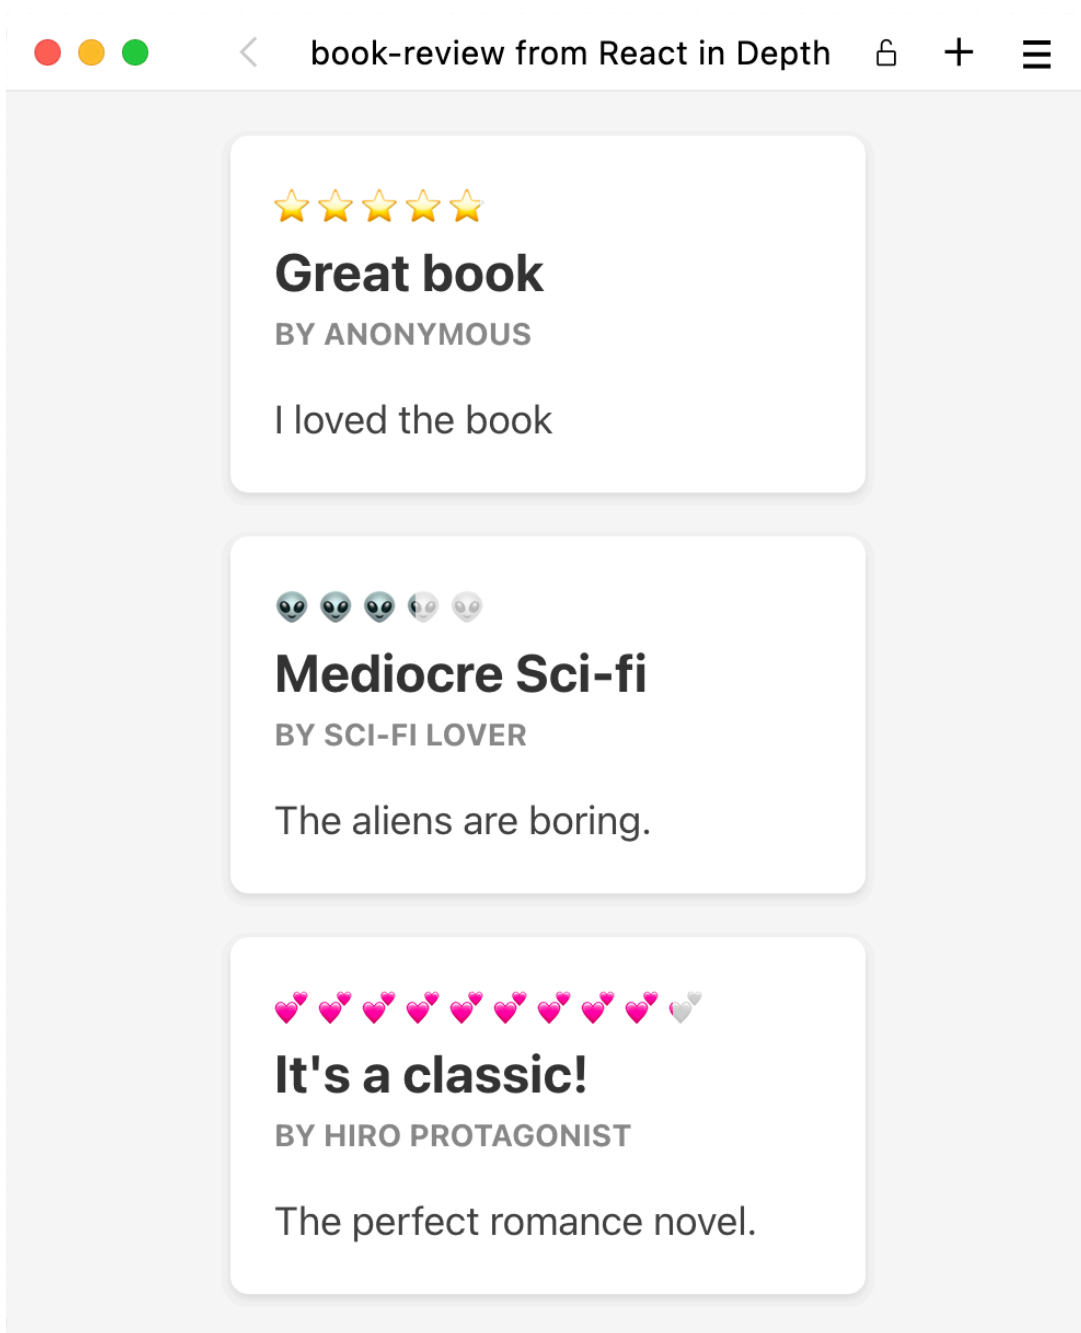 book-review from React in Depth
Great book
BY ANONYMOUS
I loved the book
Mediocre Sci-fi
BY SCI-FI LOVER
The aliens are boring.
It's a classic!
BY HIRO PROTAGONIST
The perfect romance novel.